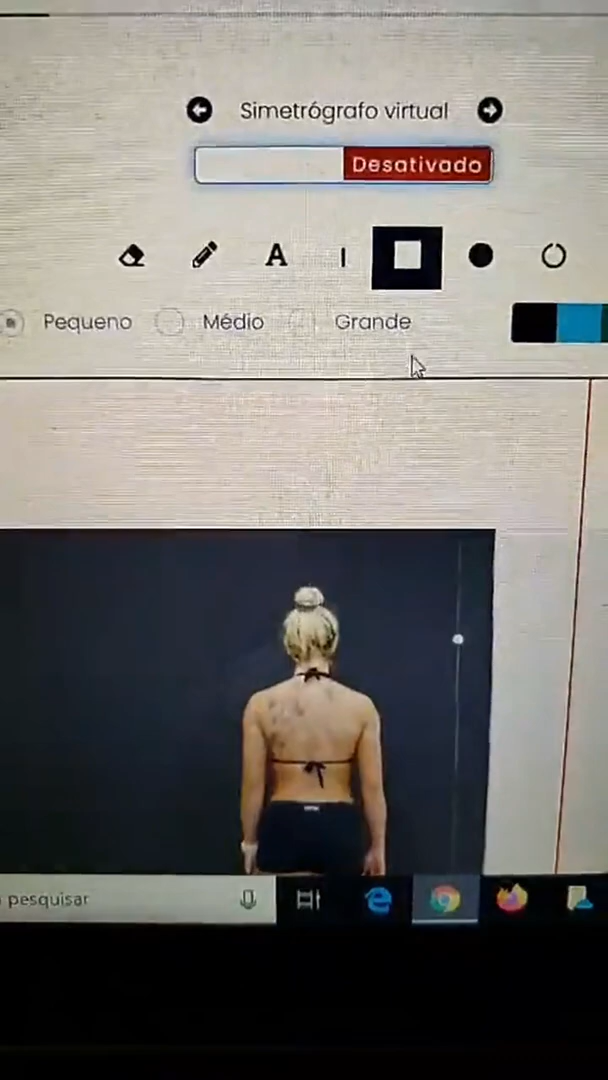 Simetrógrafo virtual
Desativado
A
Pequeno Médio Grande
pesquisar